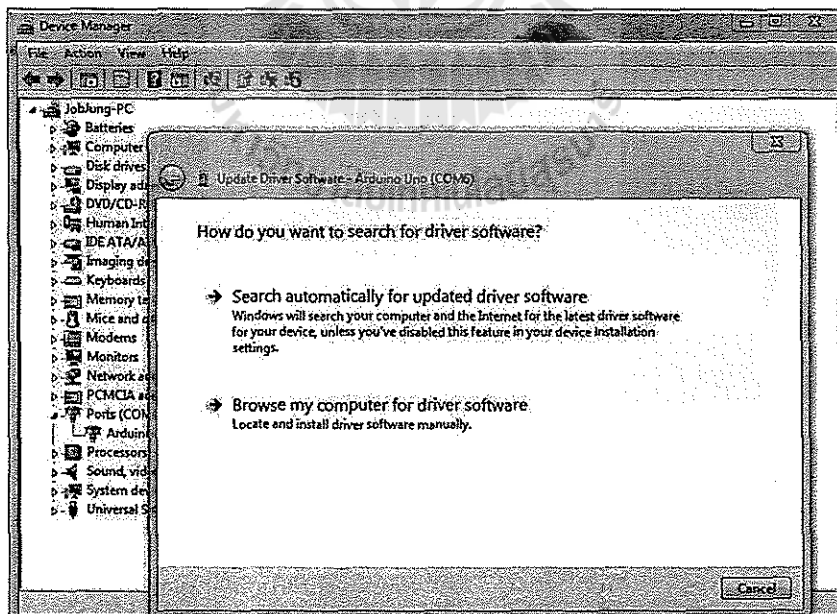 Device Manager
File Action View Help
JobJung-PC
Batteries
Computer
Disk drives
Display ad
DVD/CD-R
Human Int
IDE ATA/A
Imaging de
Keyboards
Memory te
Mice and
Modems
Monitors
Network a
PCMCIA a
Ports (COM
Arduin
Processors
Sound, vid
System de
Universal S
Update Driver Software - Arduino Uno (COM6)
How do you want to search for driver software?
Search automatically for updated driver software
Windows will search your computer and the Internet for the latest driver software
for your device, unless you've disabled this feature in your device installation
settings.
Browse my computer for driver software
Locate and install driver software manually.
Cancel